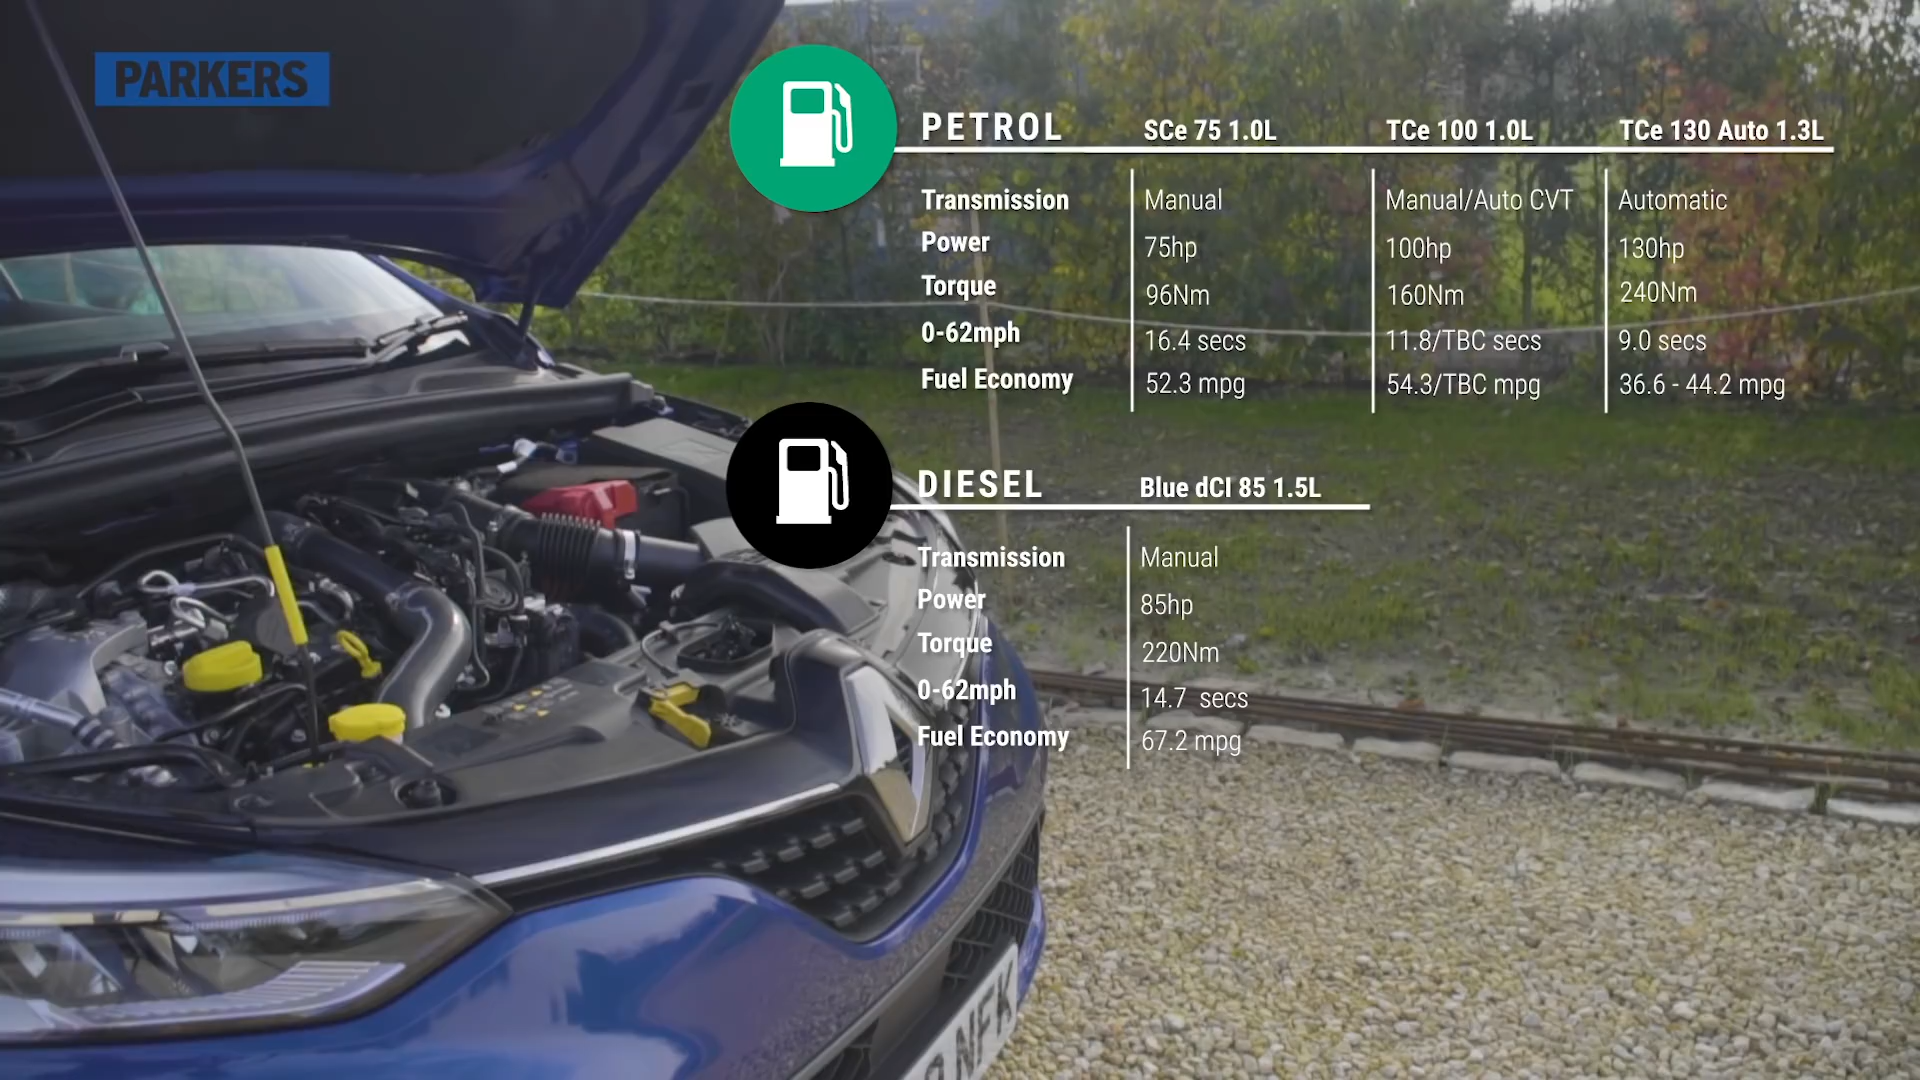 PARKERS
PETROL SCe 75 1.0L TCe 100 1.0L TCe 130 Auto 1.3L
Transmission Manual Manual/Auto CVT Automatic
Power 75hp 100hp 130hp
Torque 96Nm 160Nm 240Nm
0-62mph 16.4 secs 11.8/TBC secs 9.0 secs
Fuel Economy 52.3 mpg 54.3/TBC mpg 36.6 - 44.2 mpg
DIESEL Blue dCI 85 1.5L
Transmission Manual
Power 85hp
Torque 220Nm
0-62mph 14.7 secs
Fuel Economy 67.2 mpg
NFK